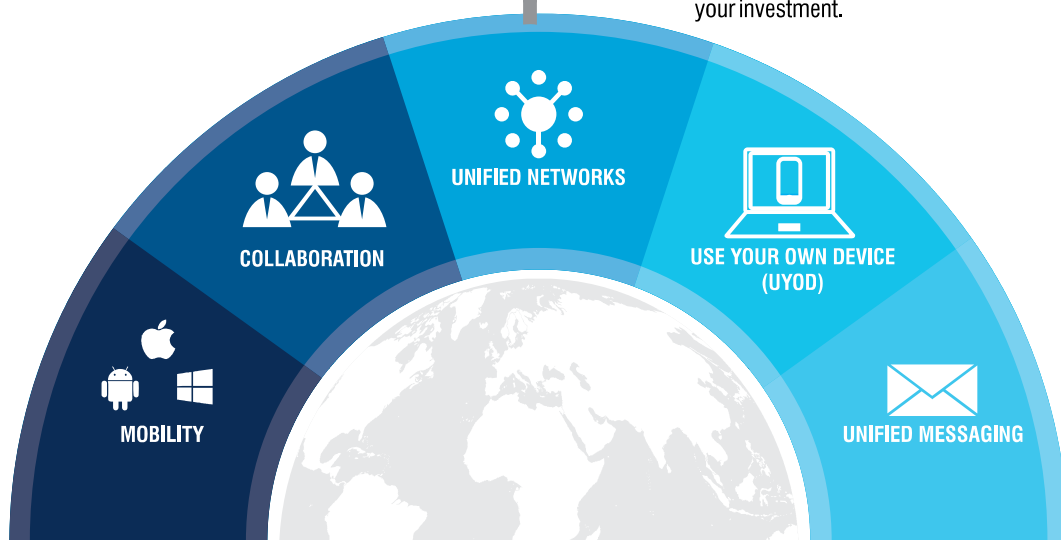 your investment.
UNIFIED NETWORKS
COLLABORATION
USE YOUR OWN DEVICE
(UYOD)
MOBILITY
UNIFIED MESSAGING